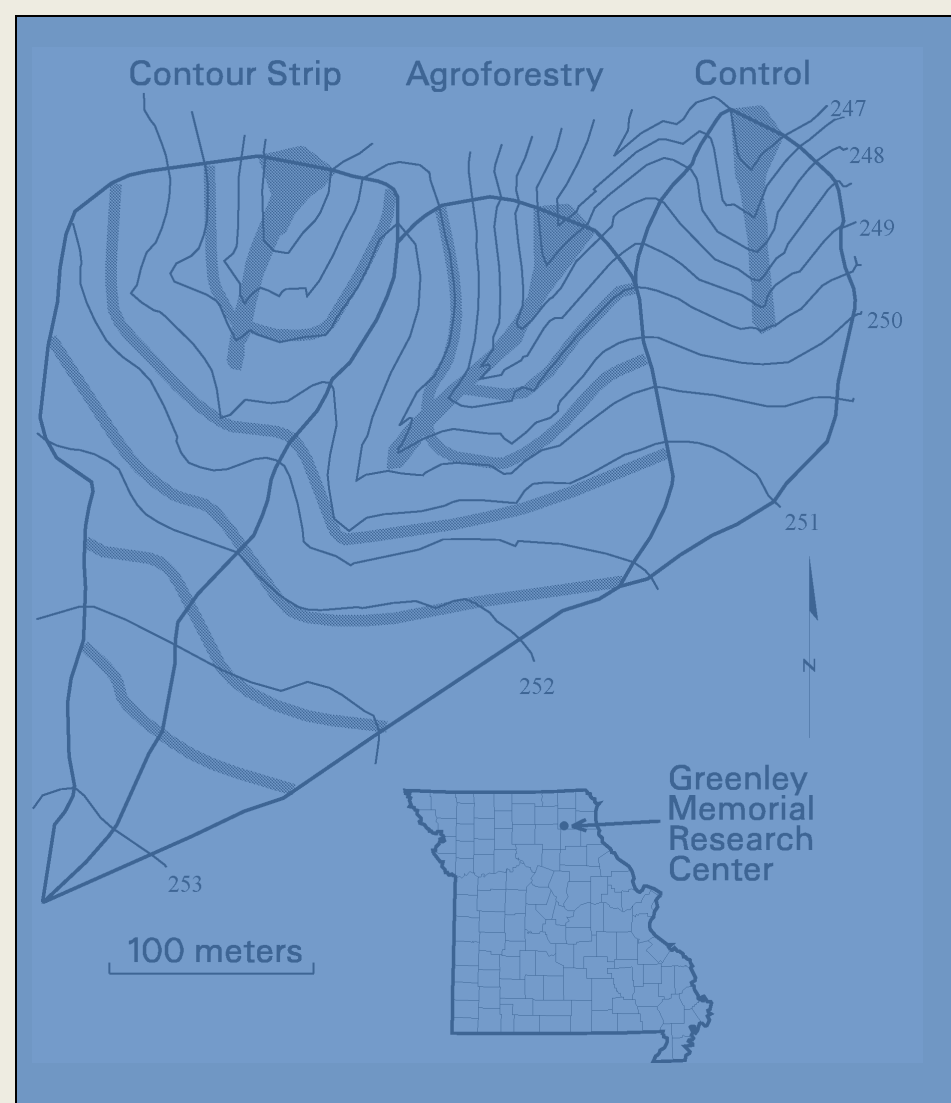 Contour Strip
Agroforestry
Control
247
248
249
250
251
252
253
N
Greenley
Memorial
Research
Center
100 meters